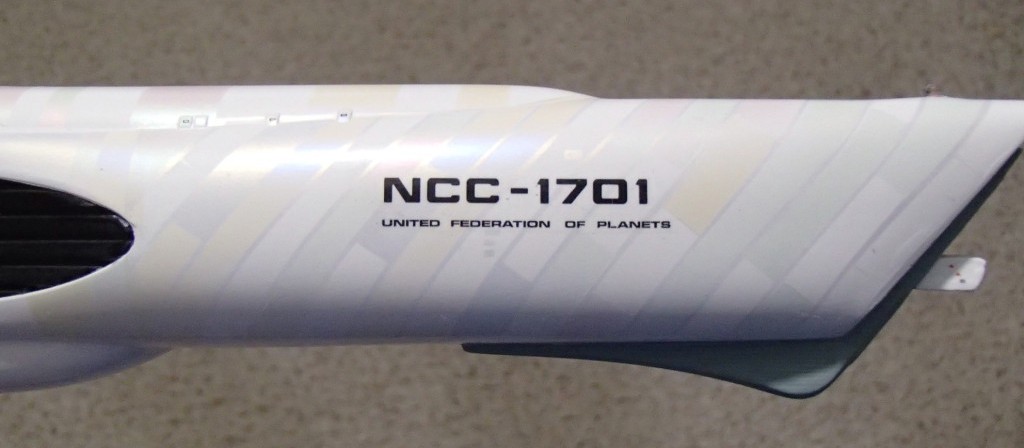 NCC-1701
UNITED FEDERATION OF PLANETS